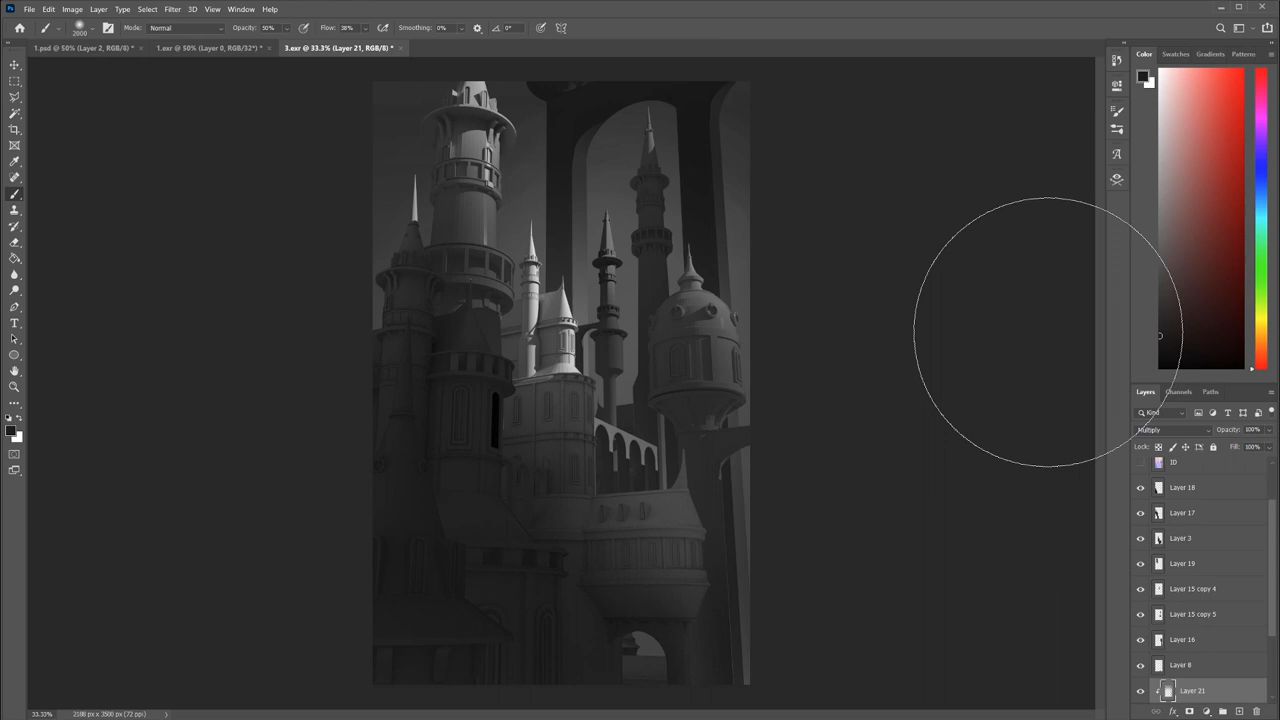 Ps File Edit Image Layer Type Select Filter 3D View Window Help
2000 Mode: Normal Opacity: 50% Flow: 38% Smoothing: 0% 0°
1.psd @ 50% (Layer 2, RGB/8) * × 1.exr @ 50% (Layer 0, RGB/32*) * × 3.exr @ 33.3% (Layer 21, RGB/8) * ×
Color Swatches Gradients Patterns
Layers Channels Paths
Kind
Multiply Opacity: 100%
Lock: Fill: 100%
ID
Layer 18
Layer 17
Layer 3
Layer 19
Layer 15 copy 4
Layer 15 copy 5
Layer 16
Layer 8
Layer 21
33.33% 2188 px x 3500 px (72 ppi)